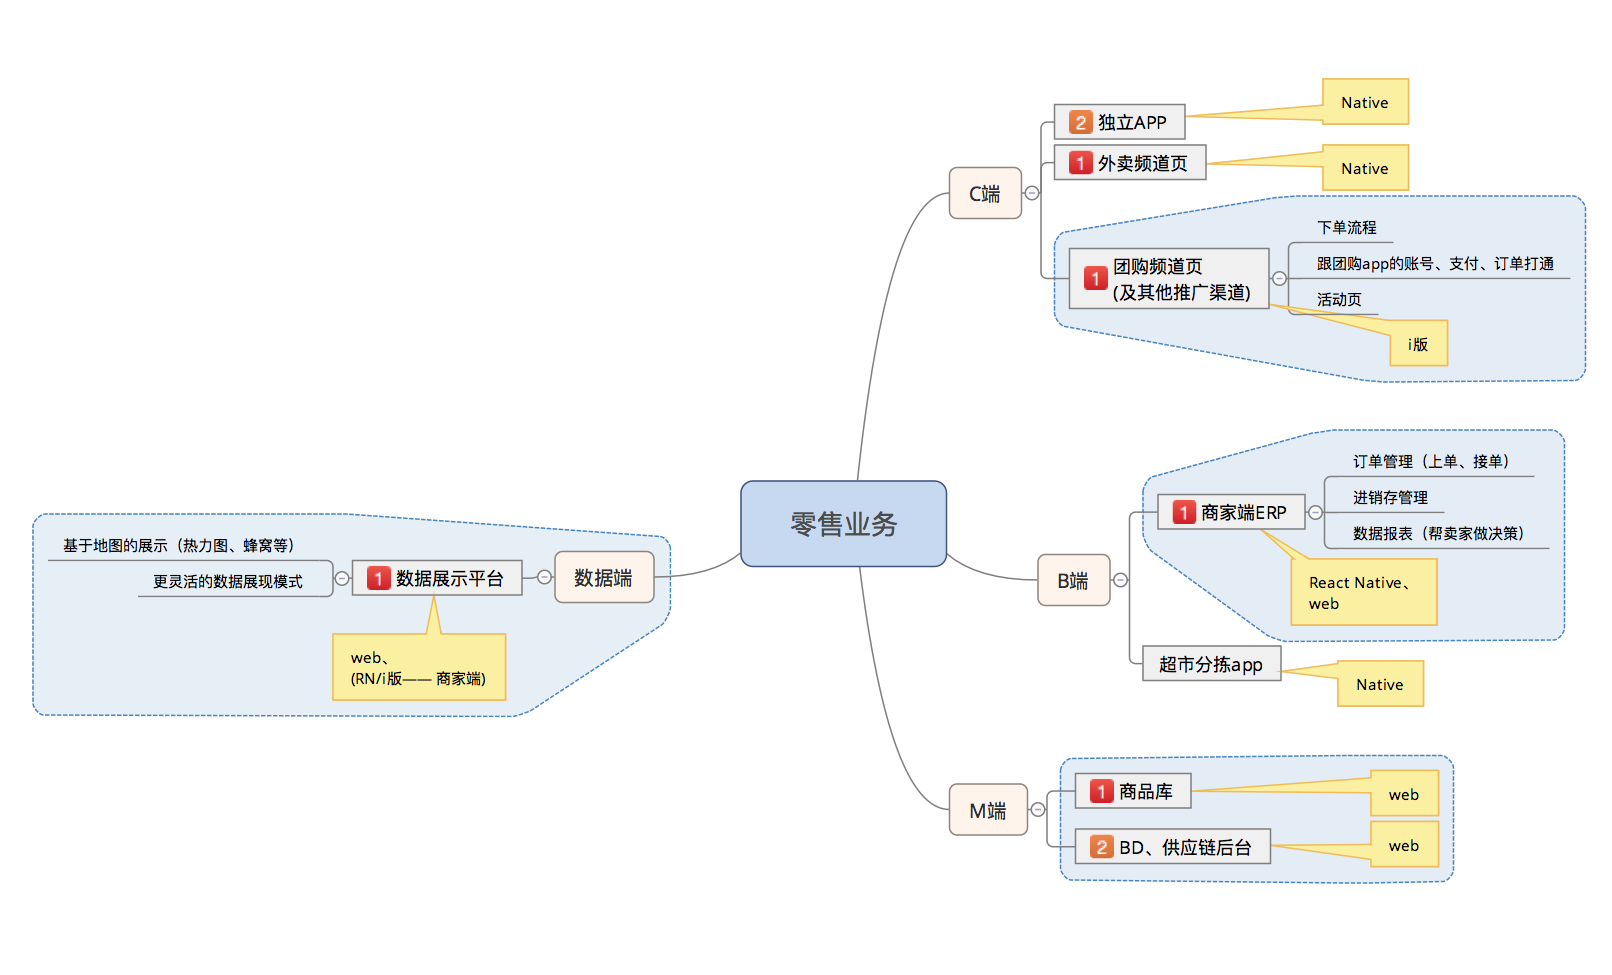 零售业务
C端
2 独立APP
Native
1 外卖频道页
Native
1 团购频道页
(及其他推广渠道)
下单流程
跟团购app的账号、支付、订单打通
活动页
i版
B端
1 商家端ERP
订单管理（上单、接单）
进销存管理
数据报表（帮卖家做决策）
React Native、
web
超市分拣app
Native
M端
1 商品库
web
2 BD、供应链后台
web
数据端
1 数据展示平台
基于地图的展示（热力图、蜂窝等）
更灵活的数据展现模式
web、
(RN/i版—— 商家端)